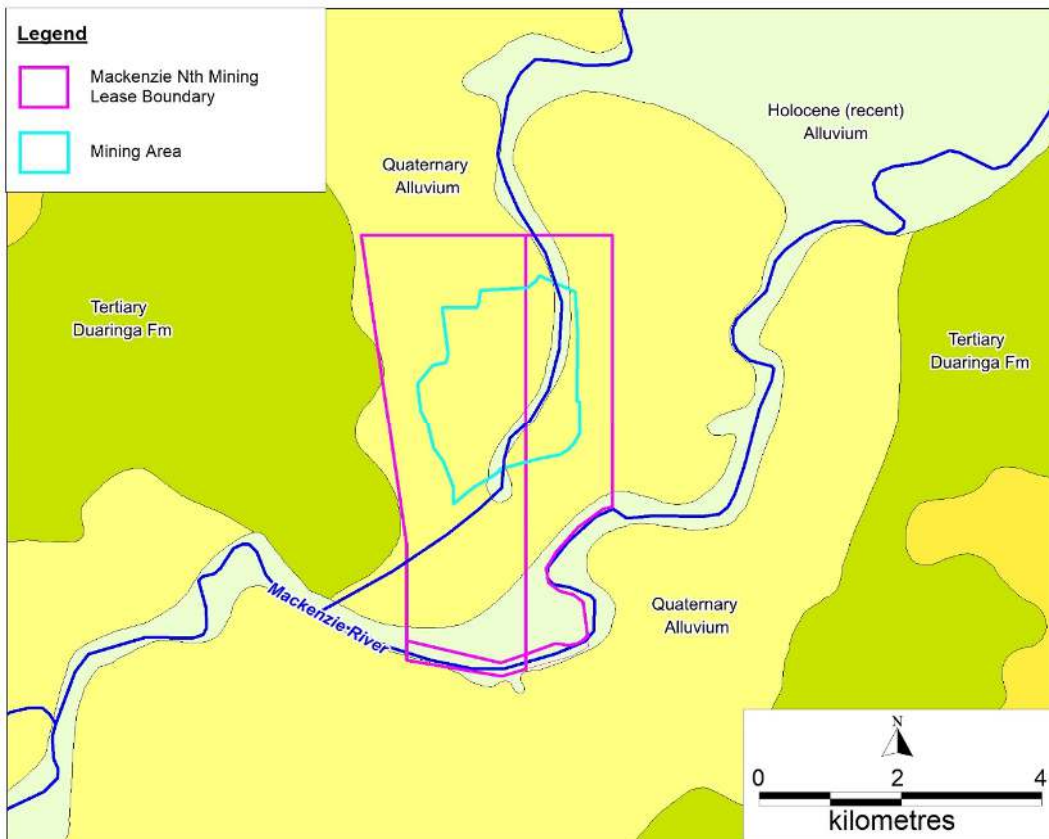 Legend
Mackenzie Nth Mining
Lease Boundary
Mining Area
Holocene (recent)
Alluvium
Quaternary
Alluvium
Tertiary
Duaringa Fm
Tertiary
Duaringa Fm
Mackenzie River
Quaternary
Alluvium
N
0 2 4
kilometres